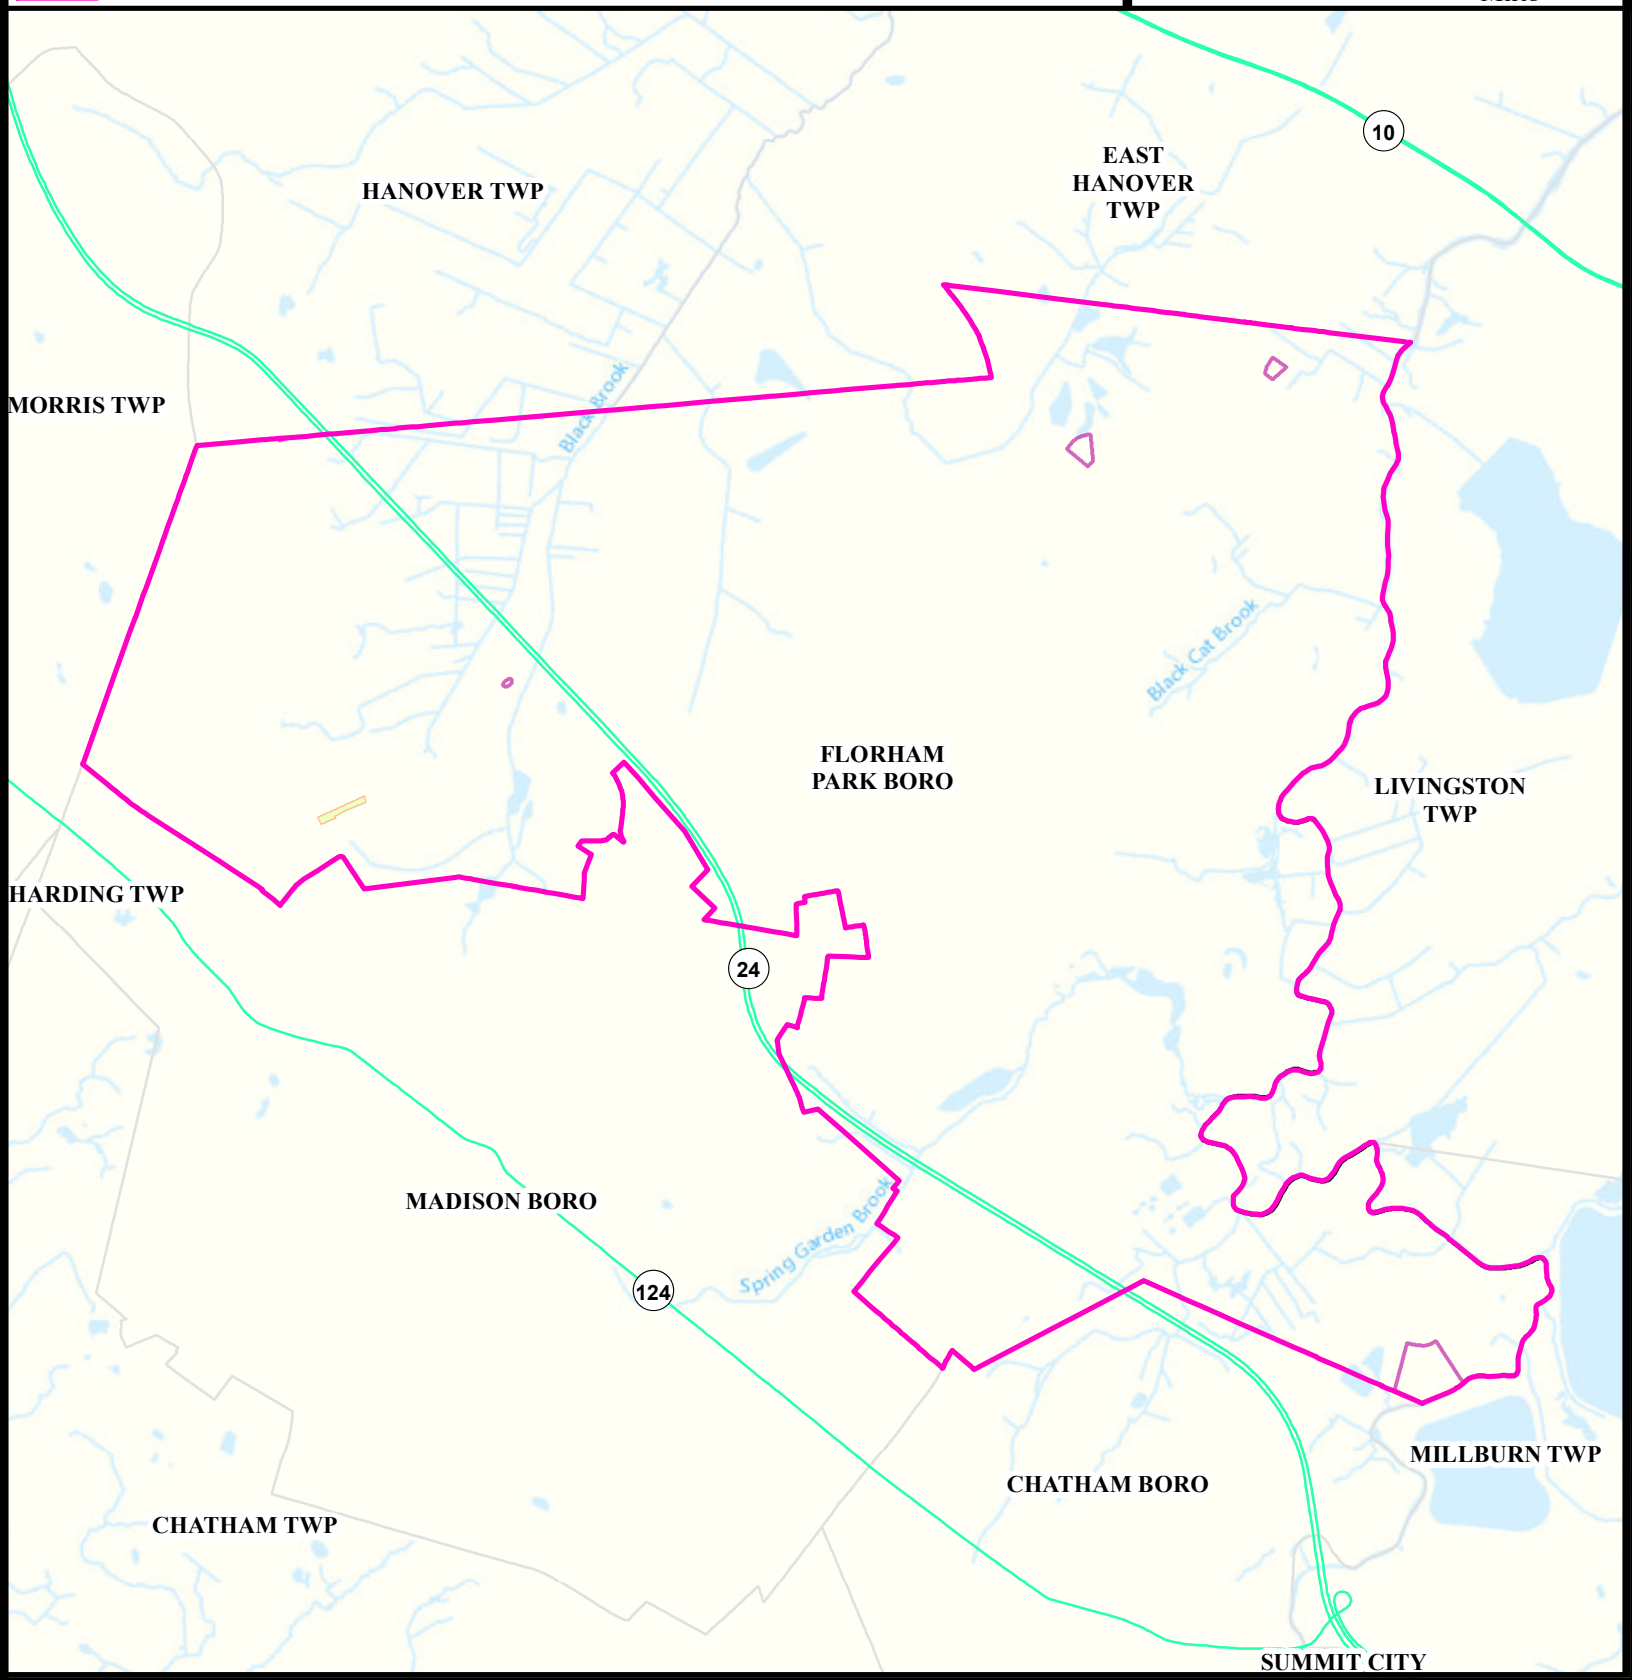 10
EAST
HANOVER
TWP
HANOVER TWP
Black Brook
MORRIS TWP
Black Cat Brook
FLORHAM
PARK BORO
LIVINGSTON
TWP
HARDING TWP
24
MADISON BORO
Spring Garden Brook
124
MILLBURN TWP
CHATHAM BORO
CHATHAM TWP
SUMMIT CITY